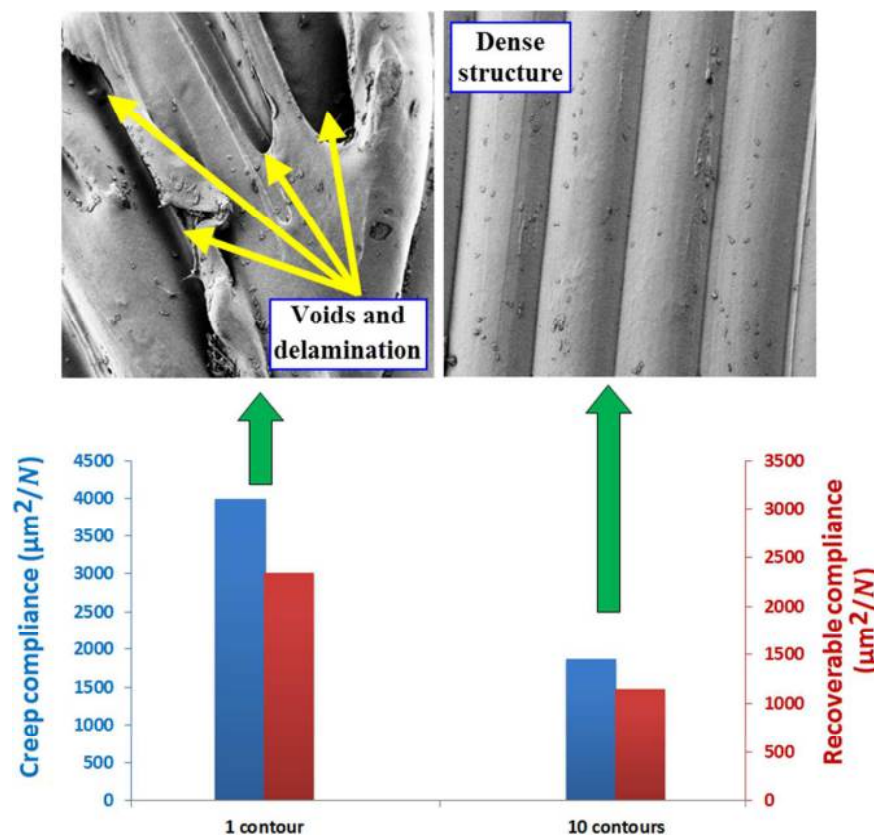 Dense
structure
Voids and
delamination
Creep compliance (µm²/N)
4500
4000
3500
3000
2500
2000
1500
1000
500
0
3500
3000
2500
2000
1500
1000
500
0
Recoverable compliance
(µm²/N)
1 contour
10 contours